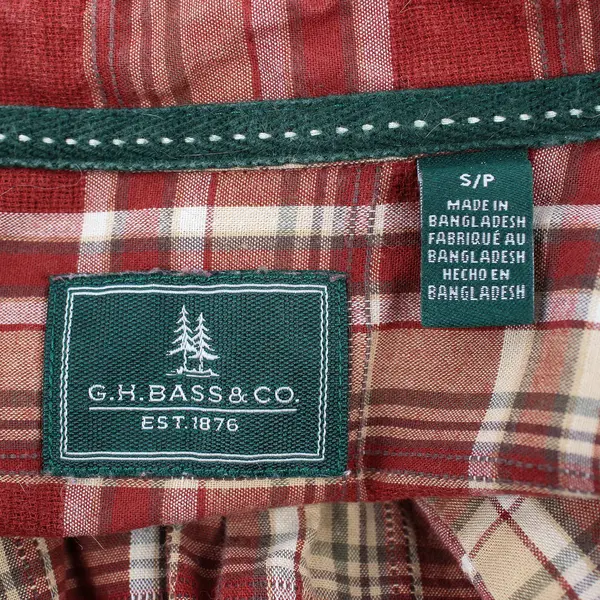 S/P
MADE IN
BANGLADESH
FABRIQUÉ AU
BANGLADESH
HECHO EN
BANGLADESH
G.H.BASS & CO.
EST. 1876